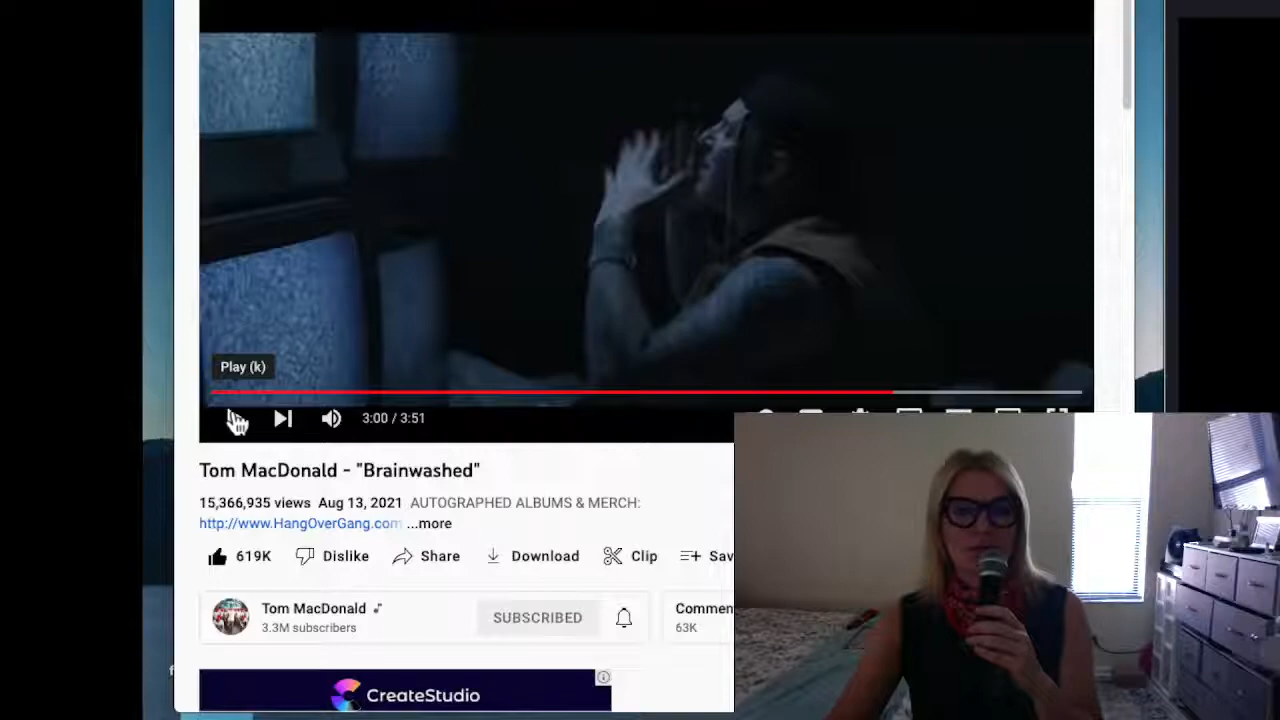 Play (k)
3:00 / 3:51
Tom MacDonald - "Brainwashed"
15,366,935 views Aug 13, 2021 AUTOGRAPHED ALBUMS & MERCH:
http://www.HangOverGang.com ...more
619K Dislike Share Download Clip Sav
Tom MacDonald
3.3M subscribers
SUBSCRIBED
Commen
63K
CreateStudio